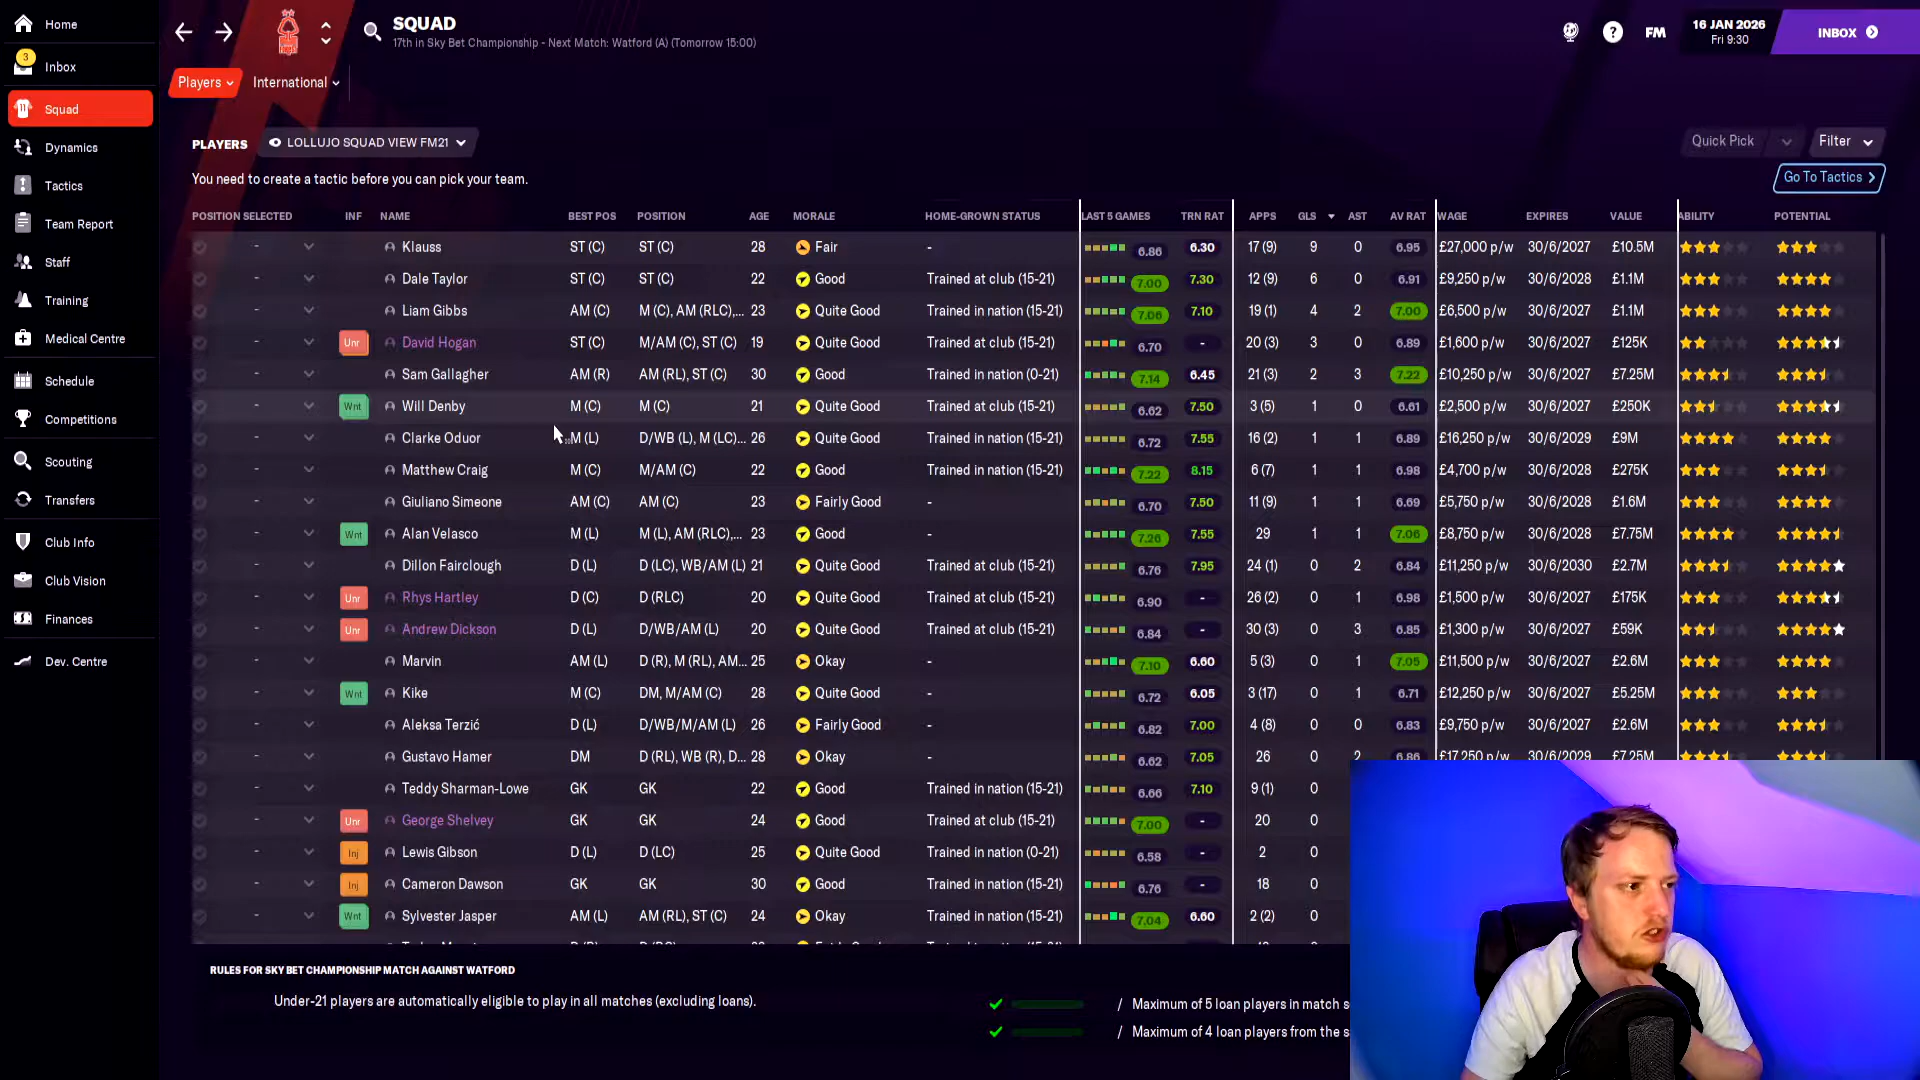 Home
SQUAD
17th in Sky Bet Championship - Next Match: Watford (A) (Tomorrow 15:00)
FM
16 JAN 2026
Fri 9:30
INBOX
3
Inbox
Squad
Dynamics
Tactics
Team Report
Staff
Training
Medical Centre
Schedule
Competitions
Scouting
Transfers
Club Info
Club Vision
Finances
Dev. Centre
Players
International
PLAYERS
LOLLUJO SQUAD VIEW FM21
Quick Pick
Filter
You need to create a tactic before you can pick your team.
Go To Tactics
POSITION SELECTED INF NAME BEST POS POSITION AGE MORALE HOME-GROWN STATUS LAST 5 GAMES TRN RAT APPS GLS AST AV RAT WAGE EXPIRES VALUE ABILITY POTENTIAL
- Klauss ST (C) ST (C) 28 Fair - 6.86 6.30 17 (9) 9 0 6.95 £27,000 p/w 30/6/2027 £10.5M
- Dale Taylor ST (C) ST (C) 22 Good Trained at club (15-21) 7.00 7.30 12 (9) 6 0 6.91 £9,250 p/w 30/6/2028 £1.1M
- Liam Gibbs AM (C) M (C), AM (RLC),... 23 Quite Good Trained in nation (15-21) 7.06 7.10 19 (1) 4 2 7.00 £6,500 p/w 30/6/2027 £1.1M
- Unr David Hogan ST (C) M/AM (C), ST (C) 19 Quite Good Trained at club (15-21) 6.70 - 20 (3) 3 0 6.89 £1,600 p/w 30/6/2027 £125K
- Sam Gallagher AM (R) AM (RL), ST (C) 30 Good Trained in nation (0-21) 7.14 6.45 21 (3) 2 3 7.22 £10,250 p/w 30/6/2027 £7.25M
- Wnt Will Denby M (C) M (C) 21 Quite Good Trained at club (15-21) 6.62 7.50 3 (5) 1 0 6.61 £2,500 p/w 30/6/2027 £250K
- Clarke Oduor M (L) D/WB (L), M (LC)... 26 Quite Good Trained in nation (15-21) 6.72 7.55 16 (2) 1 0 6.89 £16,250 p/w 30/6/2029 £9M
- Matthew Craig M (C) M/AM (C) 22 Good Trained in nation (15-21) 7.22 8.15 6 (7) 1 1 6.98 £4,700 p/w 30/6/2028 £275K
- Giuliano Simeone AM (C) AM (C) 23 Fairly Good - 6.70 7.50 11 (9) 1 1 6.69 £5,750 p/w 30/6/2028 £1.6M
- Wnt Alan Velasco M (L) M (L), AM (RLC),... 23 Good - 7.26 7.55 29 1 1 7.06 £8,750 p/w 30/6/2028 £7.75M
- Dillon Fairclough D (L) D (LC), WB/AM (L) 21 Quite Good Trained at club (15-21) 6.76 7.95 24 (1) 0 2 6.84 £11,250 p/w 30/6/2030 £2.7M
- Unr Rhys Hartley D (C) D (RLC) 20 Quite Good Trained at club (15-21) 6.90 - 26 (2) 0 1 6.98 £1,500 p/w 30/6/2027 £175K
- Unr Andrew Dickson D (L) D/WB/AM (L) 20 Quite Good Trained at club (15-21) 6.84 - 30 (3) 0 3 6.85 £1,300 p/w 30/6/2027 £59K
- Marvin AM (L) D (R), M (RL), AM... 25 Okay - 7.10 6.60 5 (3) 0 1 7.05 £11,500 p/w 30/6/2027 £2.6M
- Wnt Kike M (C) DM, M/AM (C) 28 Quite Good - 6.72 6.05 3 (17) 0 1 6.71 £12,250 p/w 30/6/2027 £5.25M
- Aleksa Terzić D (L) D/WB/M/AM (L) 26 Fairly Good - 6.82 7.00 4 (8) 0 0 6.83 £9,750 p/w 30/6/2027 £2.6M
- Gustavo Hamer DM D (RL), WB (R), D... 28 Okay - 6.62 7.05 26 0 2 6.86 £17,250 p/w 30/6/2029 £7.25M
- Teddy Sharman-Lowe GK GK 22 Good Trained in nation (15-21) 6.66 7.10 9 (1) 0
- Unr George Shelvey GK GK 24 Good Trained at club (15-21) 7.00 - 20 0
- Inj Lewis Gibson D (L) D (LC) 25 Quite Good Trained in nation (0-21) 6.58 - 2 0
- Inj Cameron Dawson GK GK 30 Good Trained in nation (15-21) 6.76 - 18 0
- Wnt Sylvester Jasper AM (L) AM (RL), ST (C) 24 Okay Trained in nation (15-21) 7.04 6.60 2 (2) 0
RULES FOR SKY BET CHAMPIONSHIP MATCH AGAINST WATFORD
Under-21 players are automatically eligible to play in all matches (excluding loans).
/ Maximum of 5 loan players in match
/ Maximum of 4 loan players from the